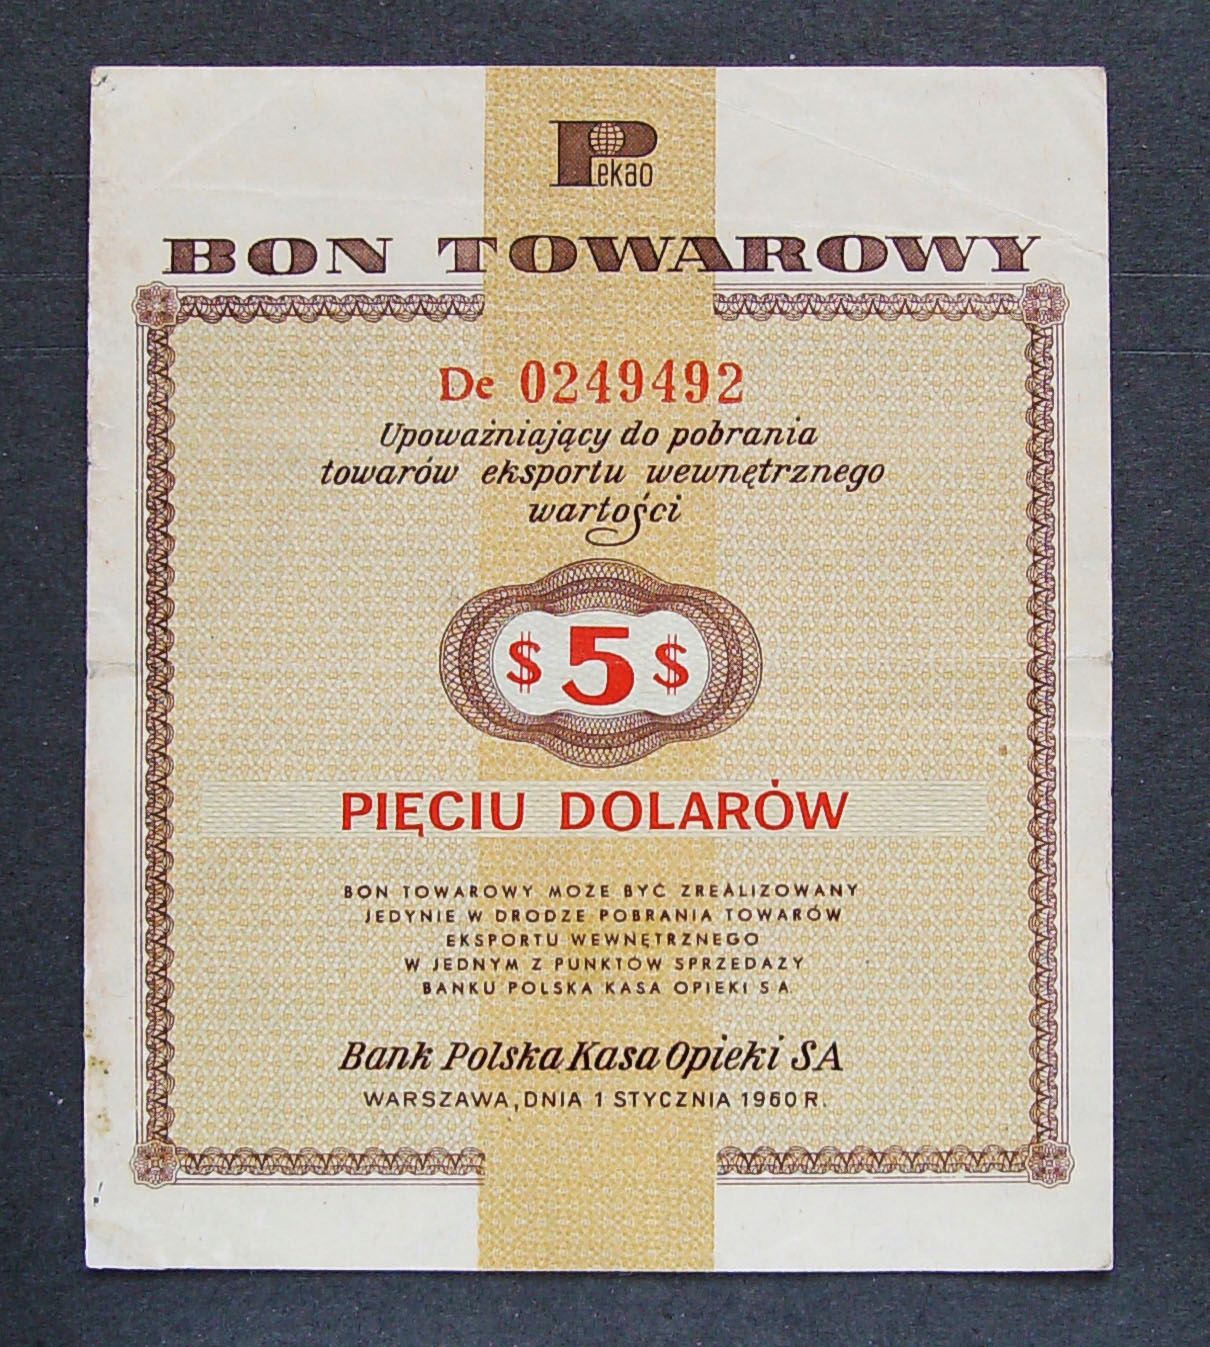 Pekao
BON TOWAROWY
De 0249492
Upoważniający do pobrania
towarów eksportu wewnętrznego
wartości
$ 5 $
PIĘCIU DOLARÓW
BON TOWAROWY MOŻE BYĆ ZREALIZOWANY
JEDYNIE W DRODZE POBRANIA TOWARÓW
EKSPORTU WEWNĘTRZNEGO
W JEDNYM Z PUNKTÓW SPRZEDAŻY
BANKU POLSKA KASA OPIEKI S A
Bank Polska Kasa Opieki SA
WARSZAWA, DNIA 1 STYCZNIA 1960 R.